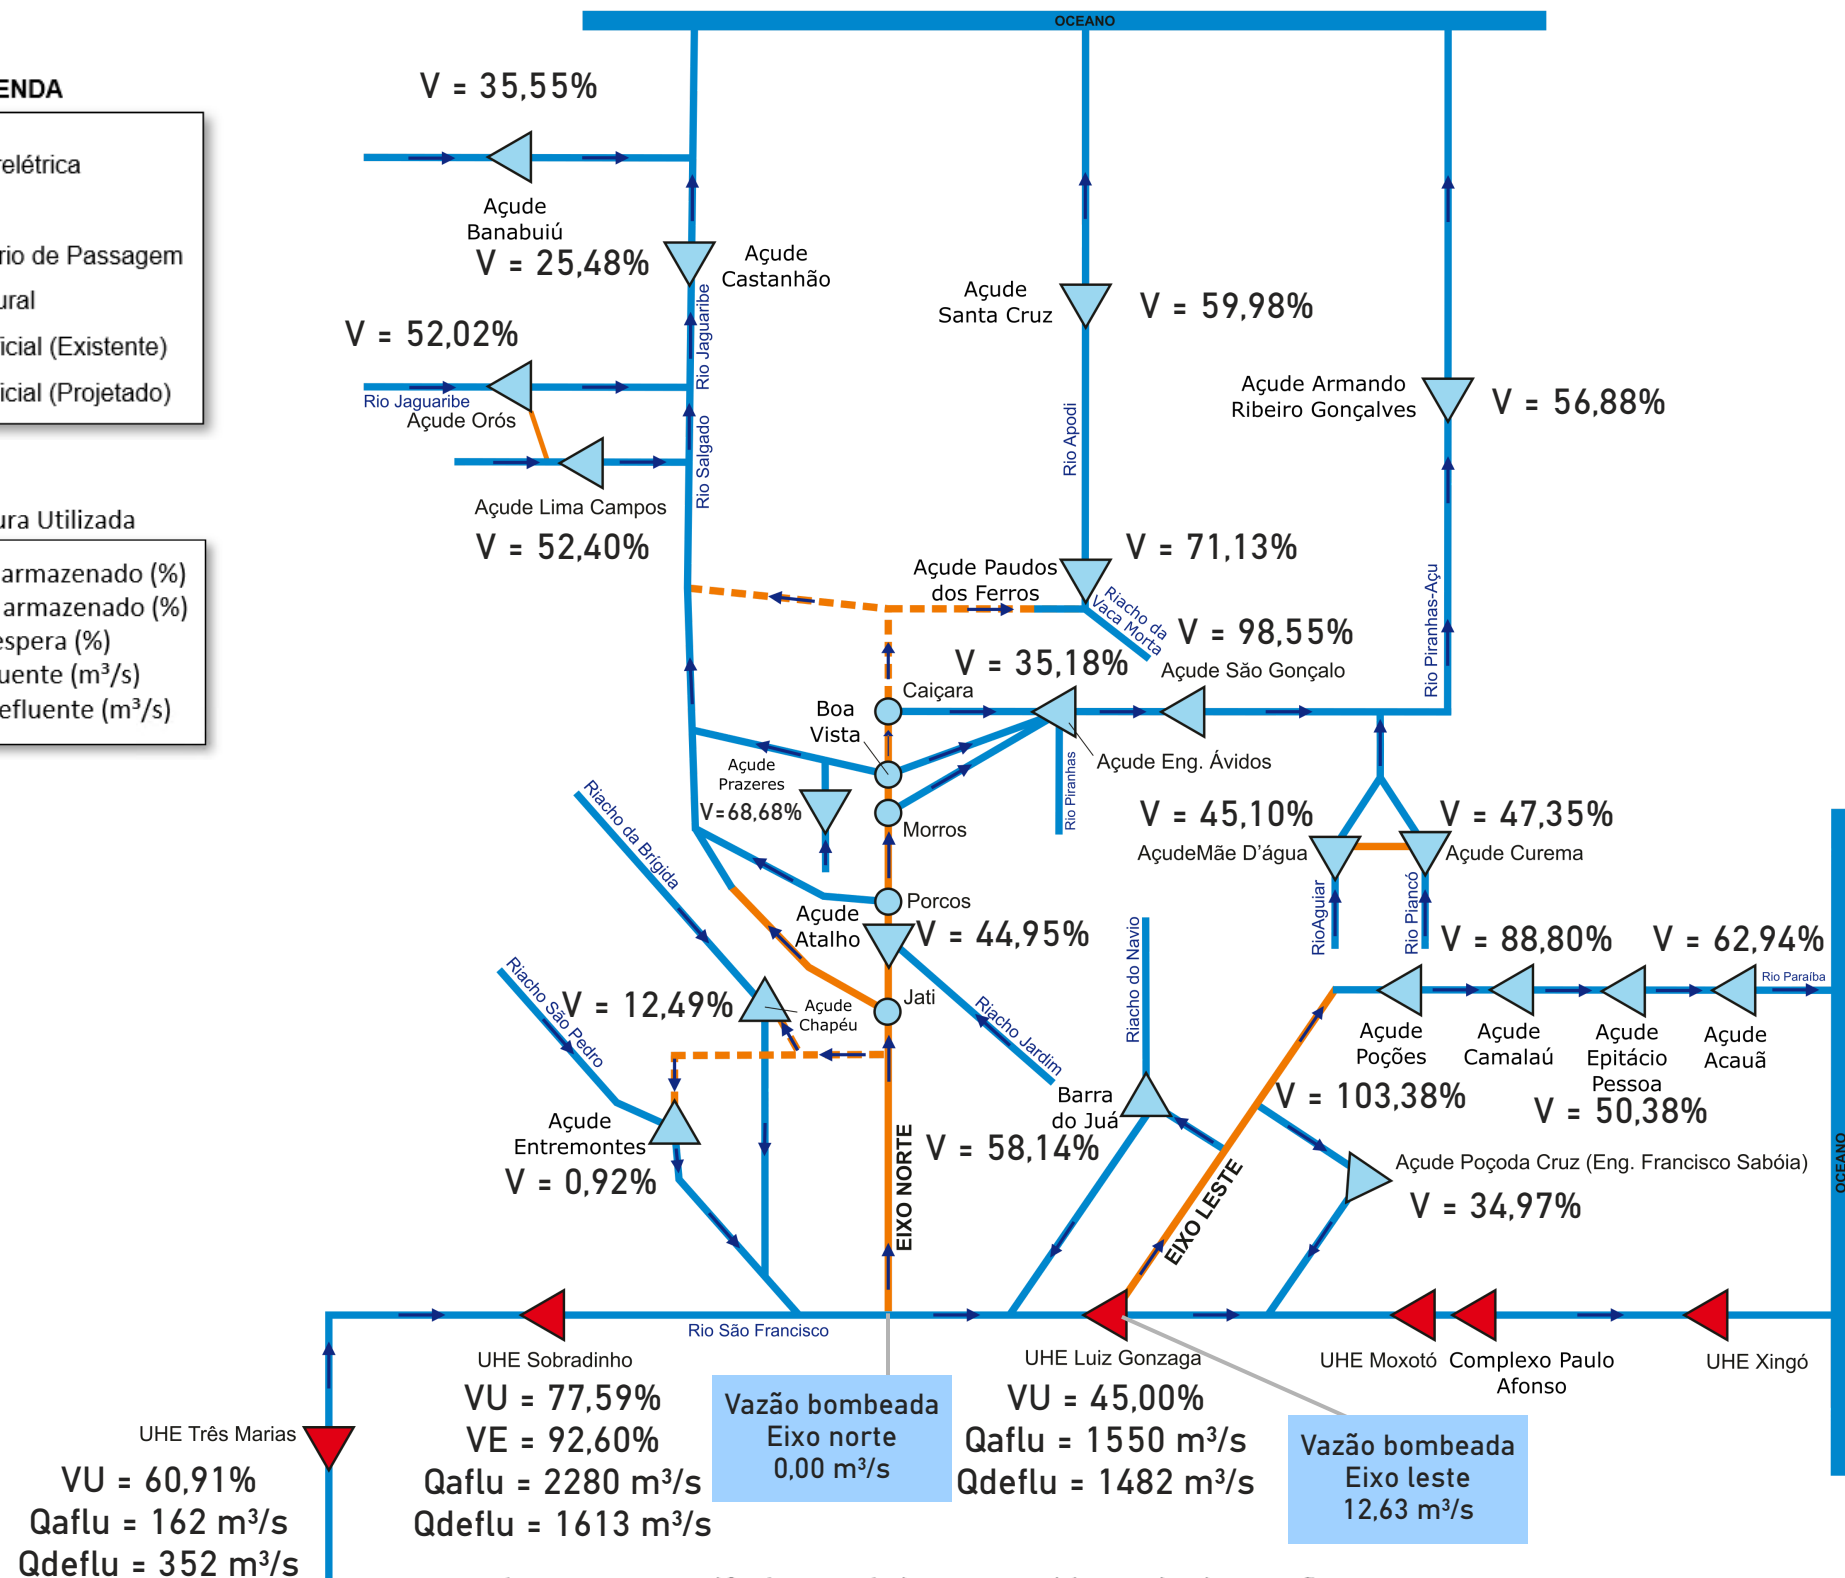 OCEANO
ENDA
relétrica
rio de Passagem
ural
ficial (Existente)
ficial (Projetado)
ura Utilizada
armazenado (%)
armazenado (%)
espera (%)
luente (m³/s)
efluente (m³/s)
V = 35,55%
Açude
Banabuiú
V = 25,48%
Açude
Castanhão
V = 52,02%
Rio Jaguaribe
Açude Orós
Rio Jaguaribe
Rio Salgado
Açude Lima Campos
V = 52,40%
Açude
Santa Cruz
V = 59,98%
Rio Apodi
Açude Armando
Ribeiro Gonçalves
V = 56,88%
Açude Paudos
dos Ferros
V = 71,13%
Riacho da
Vaca Morta
V = 98,55%
Açude São Gonçalo
V = 35,18%
Rio Piranhas-Açu
Caiçara
Boa
Vista
Açude Eng. Ávidos
Rio Piranhas
Açude
Prazeres
V=68,68%
Morros
V = 45,10%
AçudeMãe D'água
V = 47,35%
Açude Curema
RioAguiar
Rio Piancó
Riacho da Brígida
Porcos
Açude
Atalho
V = 44,95%
Jati
Riacho Jardim
Riacho do Navio
V = 88,80%
V = 62,94%
Rio Paraíba
Riacho São Pedro
V = 12,49%
Açude
Chapéu
Açude
Poções
Açude
Camalaú
Açude
Epitácio
Pessoa
Açude
Acauã
V = 103,38%
V = 50,38%
Barra
do Juá
V = 58,14%
Açude
Entremontes
V = 0,92%
EIXO NORTE
EIXO LESTE
Açude Poçoda Cruz (Eng. Francisco Sabóia)
V = 34,97%
OCEANO
Rio São Francisco
UHE Sobradinho
VU = 77,59%
VE = 92,60%
Qaflu = 2280 m³/s
Qdeflu = 1613 m³/s
Vazão bombeada
Eixo norte
0,00 m³/s
UHE Luiz Gonzaga
VU = 45,00%
Qaflu = 1550 m³/s
Qdeflu = 1482 m³/s
Vazão bombeada
Eixo leste
12,63 m³/s
UHE Moxotó
Complexo Paulo
Afonso
UHE Xingó
UHE Três Marias
VU = 60,91%
Qaflu = 162 m³/s
Qdeflu = 352 m³/s